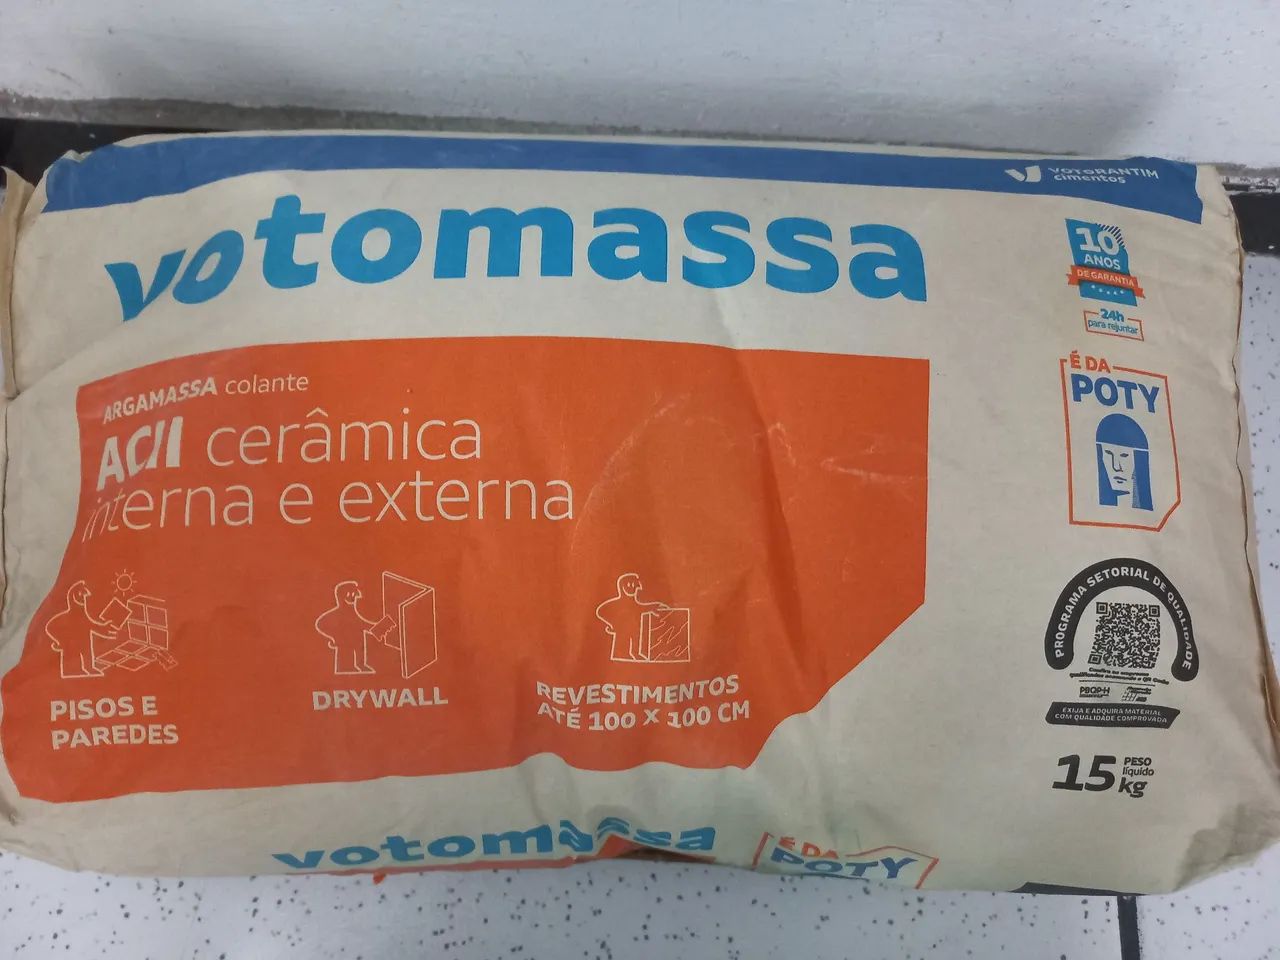 VOTORANTIM
cimentos
votomassa
10
ANOS
DE GARANTIA
24h
para rejuntar
É DA
POTY
ARGAMASSA colante
ACII cerâmica
interna e externa
PISOS E
PAREDES
DRYWALL
REVESTIMENTOS
ATÉ 100 X 100 CM
PROGRAMA SETORIAL DE QUALIDADE
PBQP-H
EXIJA E ADQUIRA MATERIAL
COM QUALIDADE COMPROVADA
15 kg
PESO
líquido
votomassa
É DA
POTY